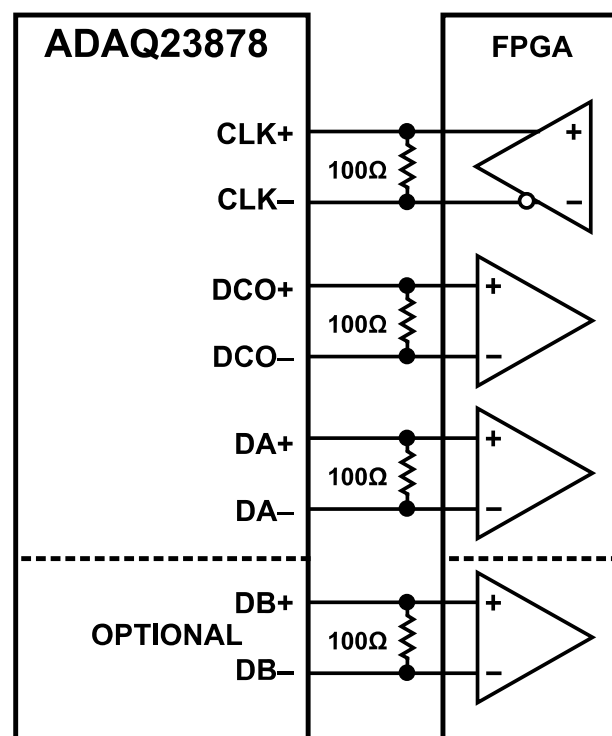 ADAQ23878
FPGA
CLK+
100Ω
+
CLK–
–
DCO+
100Ω
+
DCO–
–
DA+
100Ω
+
DA–
–
DB+
+
OPTIONAL
100Ω
DB–
–